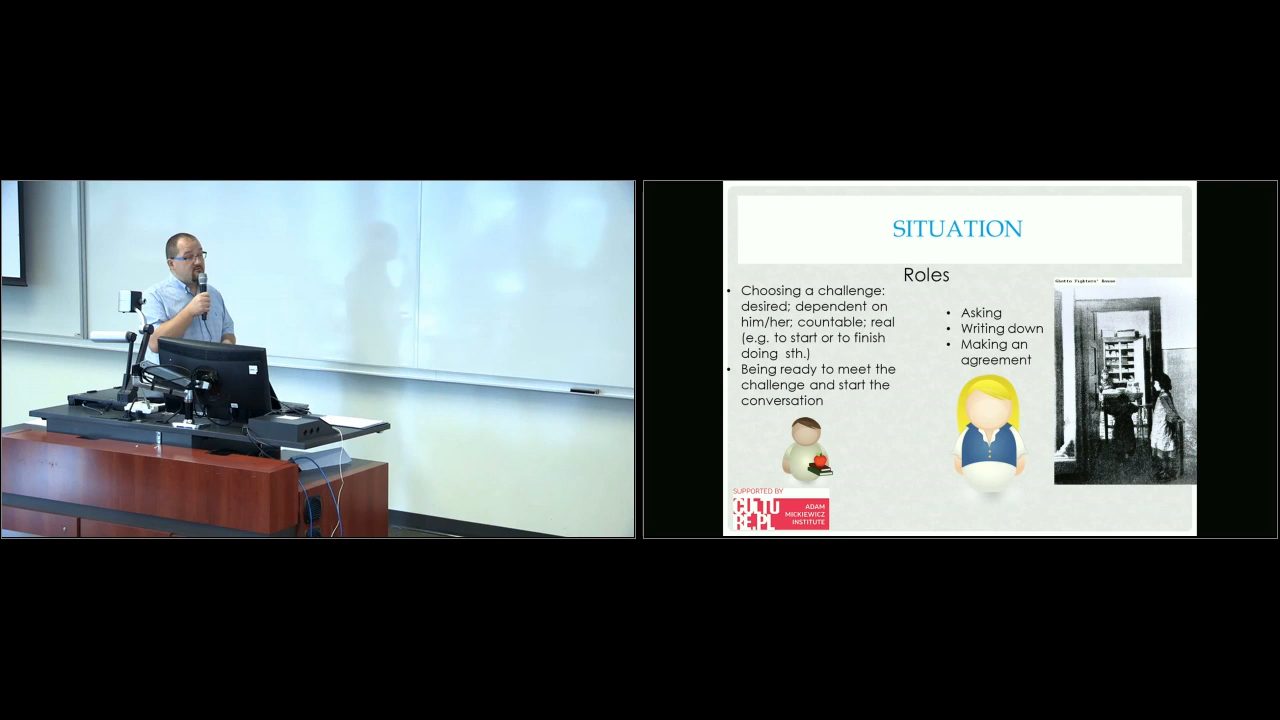 SITUATION
Roles
• Choosing a challenge:
desired; dependent on
him/her; countable; real
(e.g. to start or to finish
doing sth.)
• Being ready to meet the
challenge and start the
conversation
• Asking
• Writing down
• Making an
agreement
Ghetto Fighters' House
SUPPORTED BY
CULTU
RE.PL
ADAM
MICKIEWICZ
INSTITUTE